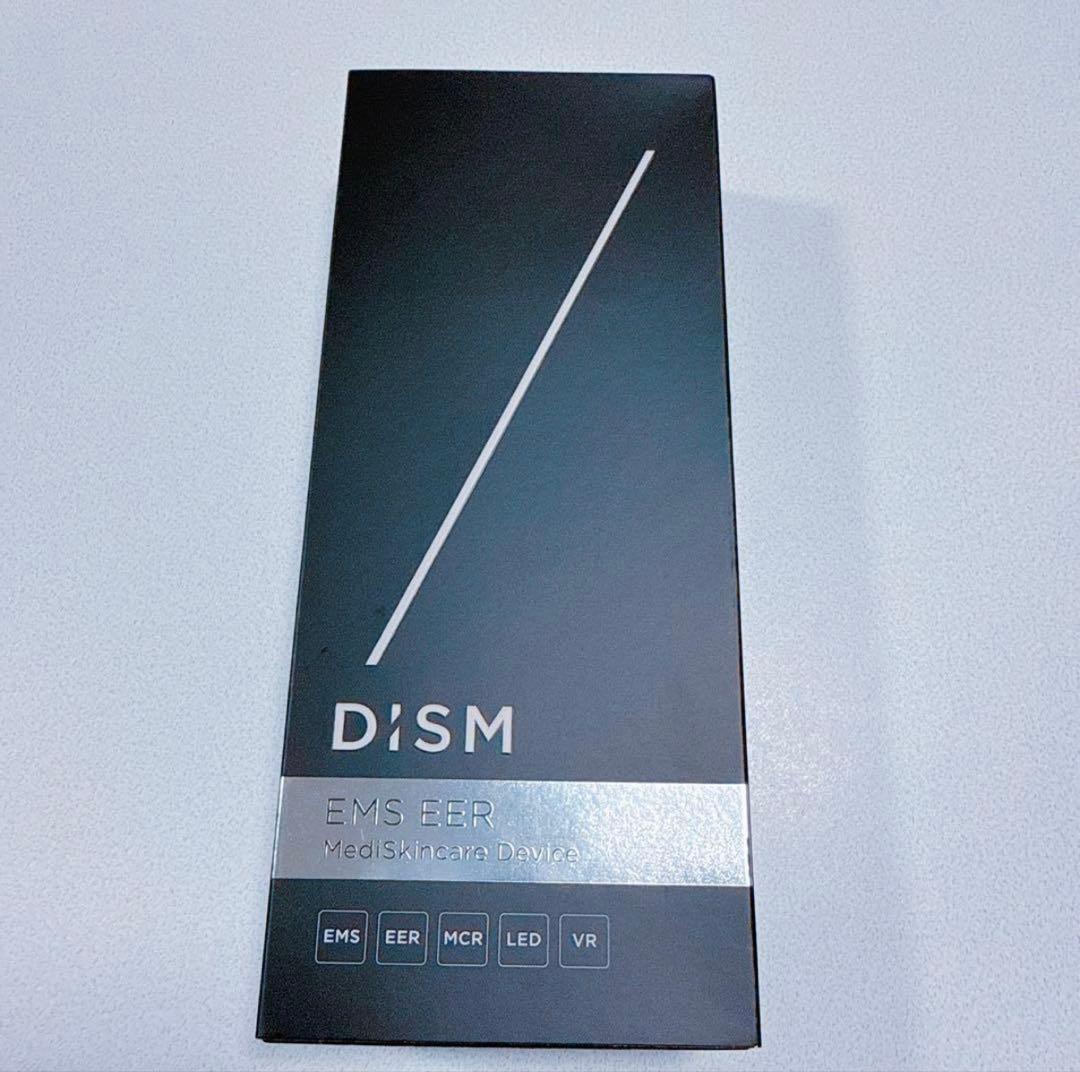 DISM
EMS EER
MediSkincare Device
EMS EER MCR LED VR